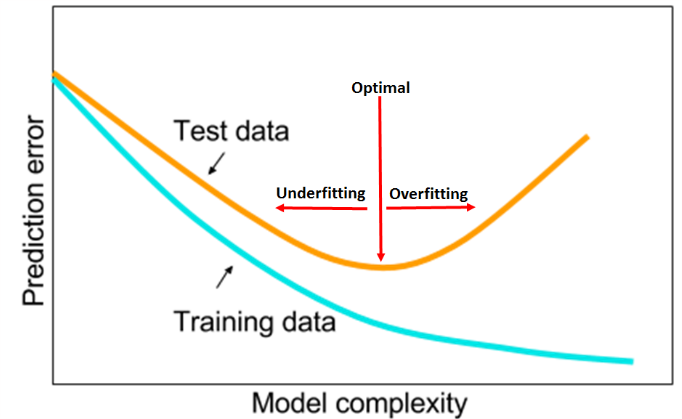 Optimal
Test data
Underfitting
Overfitting
Training data
Prediction error
Model complexity